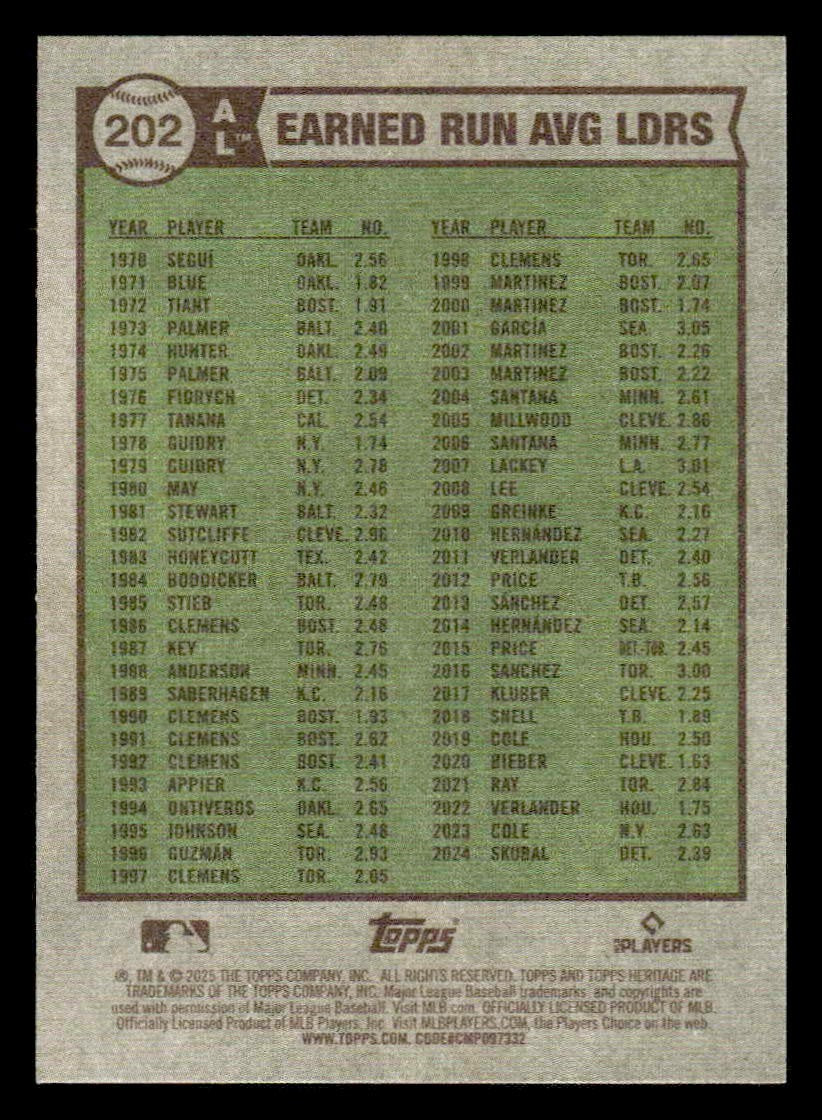 202 AL™ EARNED RUN AVG LDRS
YEAR PLAYER TEAM NO.
1970 SEGUÍ OAKL. 2.56
1971 BLUE OAKL. 1.82
1972 TIANT BOST. 1.91
1973 PALMER BALT. 2.40
1974 HUNTER OAKL. 2.49
1975 PALMER BALT. 2.09
1976 FIDRYCH DET. 2.34
1977 TANANA CAL. 2.54
1978 GUIDRY N.Y. 1.74
1979 GUIDRY N.Y. 2.78
1980 MAY N.Y. 2.46
1981 STEWART BALT. 2.32
1982 SUTCLIFFE CLEVE. 2.96
1983 HONEYCUTT TEX. 2.42
1984 BODDICKER BALT. 2.79
1985 STIEB TOR. 2.48
1986 CLEMENS BOST. 2.48
1987 KEY TOR. 2.76
1988 ANDERSON MINN. 2.45
1989 SABERHAGEN K.C. 2.16
1990 CLEMENS BOST. 1.93
1991 CLEMENS BOST. 2.62
1992 CLEMENS BOST. 2.41
1993 APPIER K.C. 2.56
1994 ONTIVEROS OAKL. 2.65
1995 JOHNSON SEA. 2.48
1996 GUZMÁN TOR. 2.93
1997 CLEMENS TOR. 2.05
YEAR PLAYER TEAM NO.
1998 CLEMENS TOR. 2.65
1999 MARTINEZ BOST. 2.07
2000 MARTINEZ BOST. 1.74
2001 GARCÍA SEA. 3.05
2002 MARTINEZ BOST. 2.26
2003 MARTINEZ BOST. 2.22
2004 SANTANA MINN. 2.61
2005 MILLWOOD CLEVE. 2.86
2006 SANTANA MINN. 2.77
2007 LACKEY L.A. 3.01
2008 LEE CLEVE. 2.54
2009 GREINKE K.C. 2.16
2010 HERNÁNDEZ SEA. 2.27
2011 VERLANDER DET. 2.40
2012 PRICE T.B. 2.56
2013 SÁNCHEZ DET. 2.57
2014 HERNÁNDEZ SEA. 2.14
2015 PRICE DET.-TOR. 2.45
2016 SANCHEZ TOR. 3.00
2017 KLUBER CLEVE. 2.25
2018 SNELL T.B. 1.89
2019 COLE HOU. 2.50
2020 BIEBER CLEVE. 1.63
2021 RAY TOR. 2.84
2022 VERLANDER HOU. 1.75
2023 COLE N.Y. 2.63
2024 SKUBAL DET. 2.39
Topps
PLAYERS
®, TM & © 2025 THE TOPPS COMPANY, INC. ALL RIGHTS RESERVED. TOPPS AND TOPPS HERITAGE ARE
TRADEMARKS OF THE TOPPS COMPANY, INC. Major League Baseball trademarks and copyrights are
used with permission of Major League Baseball. Visit MLB.com. OFFICIALLY LICENSED PRODUCT OF MLB
Officially Licensed Product of MLB Players, Inc. Visit MLBPLAYERS.COM, the Players Choice on the web.
WWW.TOPPS.COM. CODE#CMP097332